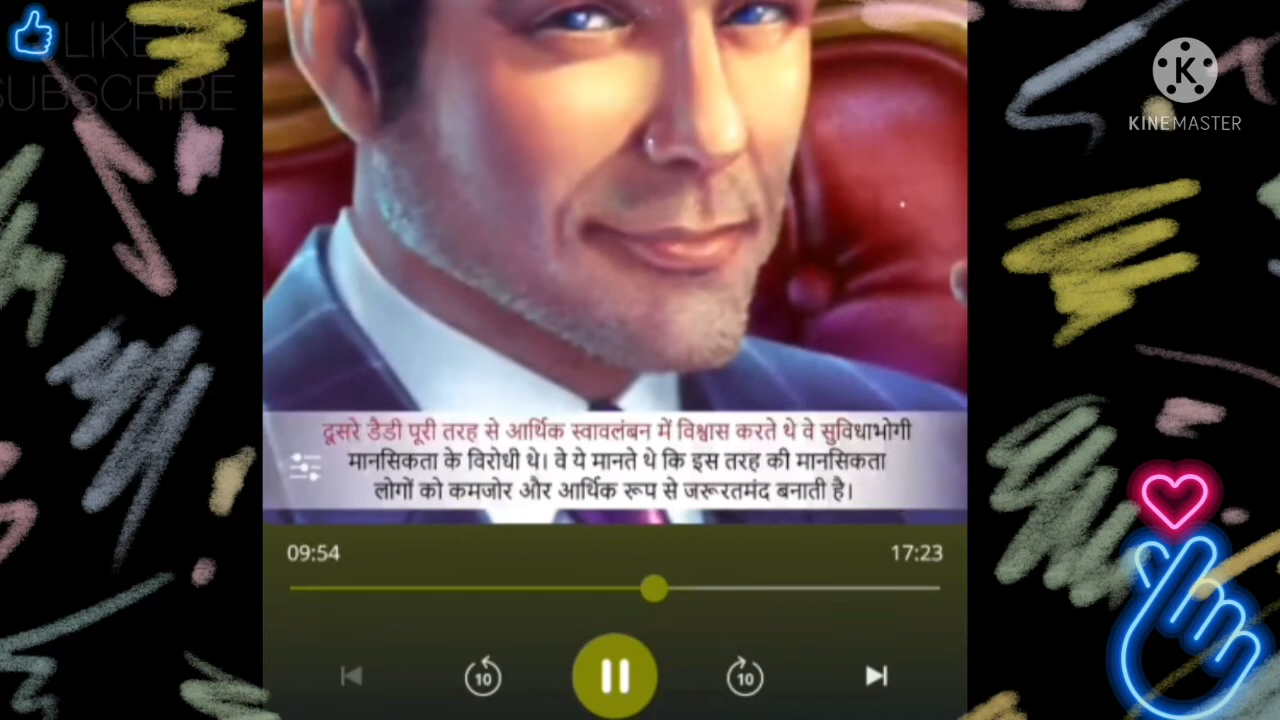 LIKE &
SUBSCRIBE
K
KINEMASTER
दूसरे डैडी पूरी तरह से आर्थिक स्वावलंबन में विश्वास करते थे वे सुविधाभोगी
मानसिकता के विरोधी थे। वे ये मानते थे कि इस तरह की मानसिकता
लोगों को कमजोर और आर्थिक रूप से जरूरतमंद बनाती है।
09:54
17:23
10
10